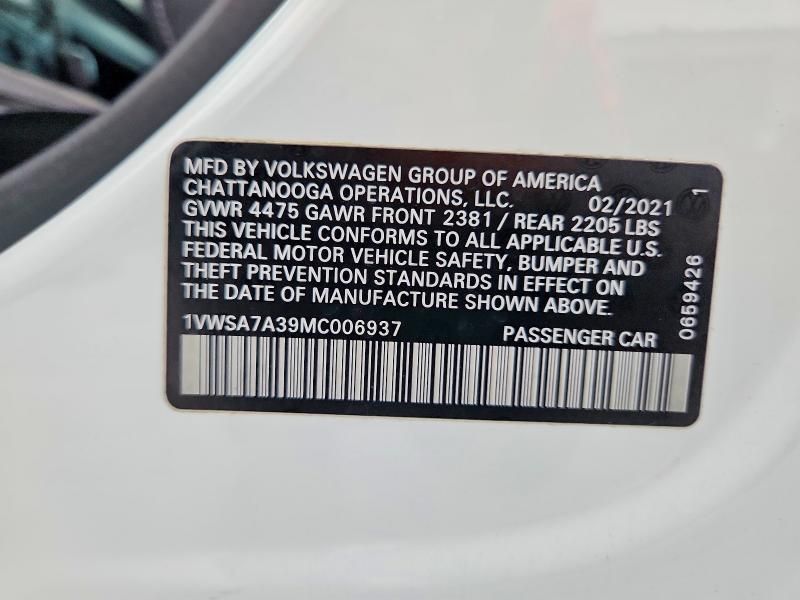 MFD BY VOLKSWAGEN GROUP OF AMERICA
CHATTANOOGA OPERATIONS, LLC. 02/2021
GVWR 4475 GAWR FRONT 2381 / REAR 2205 LBS
THIS VEHICLE CONFORMS TO ALL APPLICABLE U.S.
FEDERAL MOTOR VEHICLE SAFETY, BUMPER AND
THEFT PREVENTION STANDARDS IN EFFECT ON
THE DATE OF MANUFACTURE SHOWN ABOVE.
1VWSA7A39MC006937 PASSENGER CAR
0659426 1